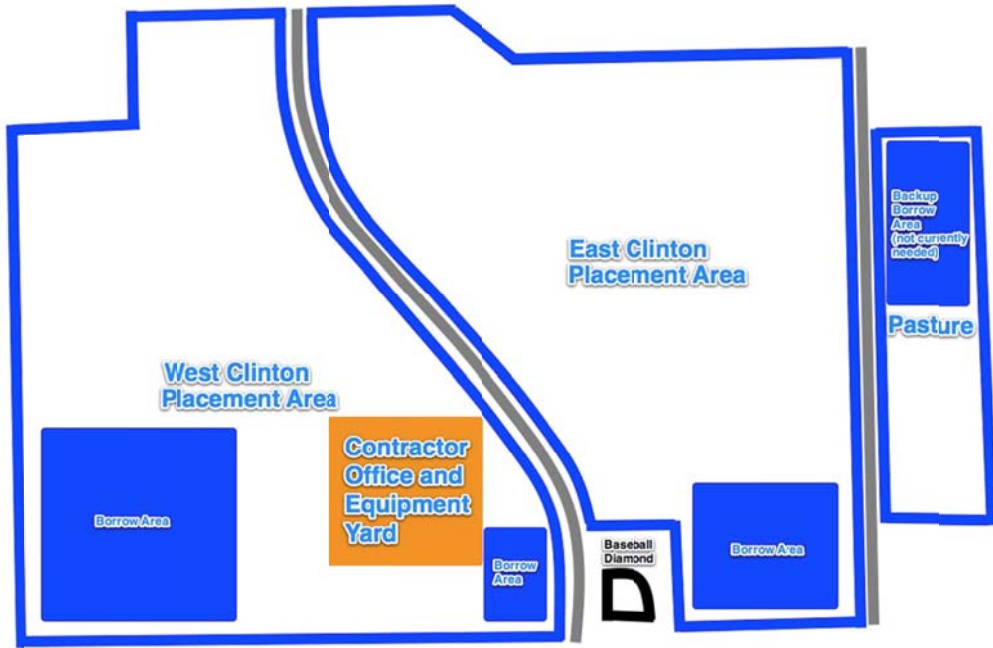 Backup
Borrow
Area
(not currently
needed)
East Clinton
Placement Area
Pasture
West Clinton
Placement Area
Contractor
Office and
Equipment
Yard
Borrow Area
Borrow
Area
Baseball
Diamond
Borrow Area